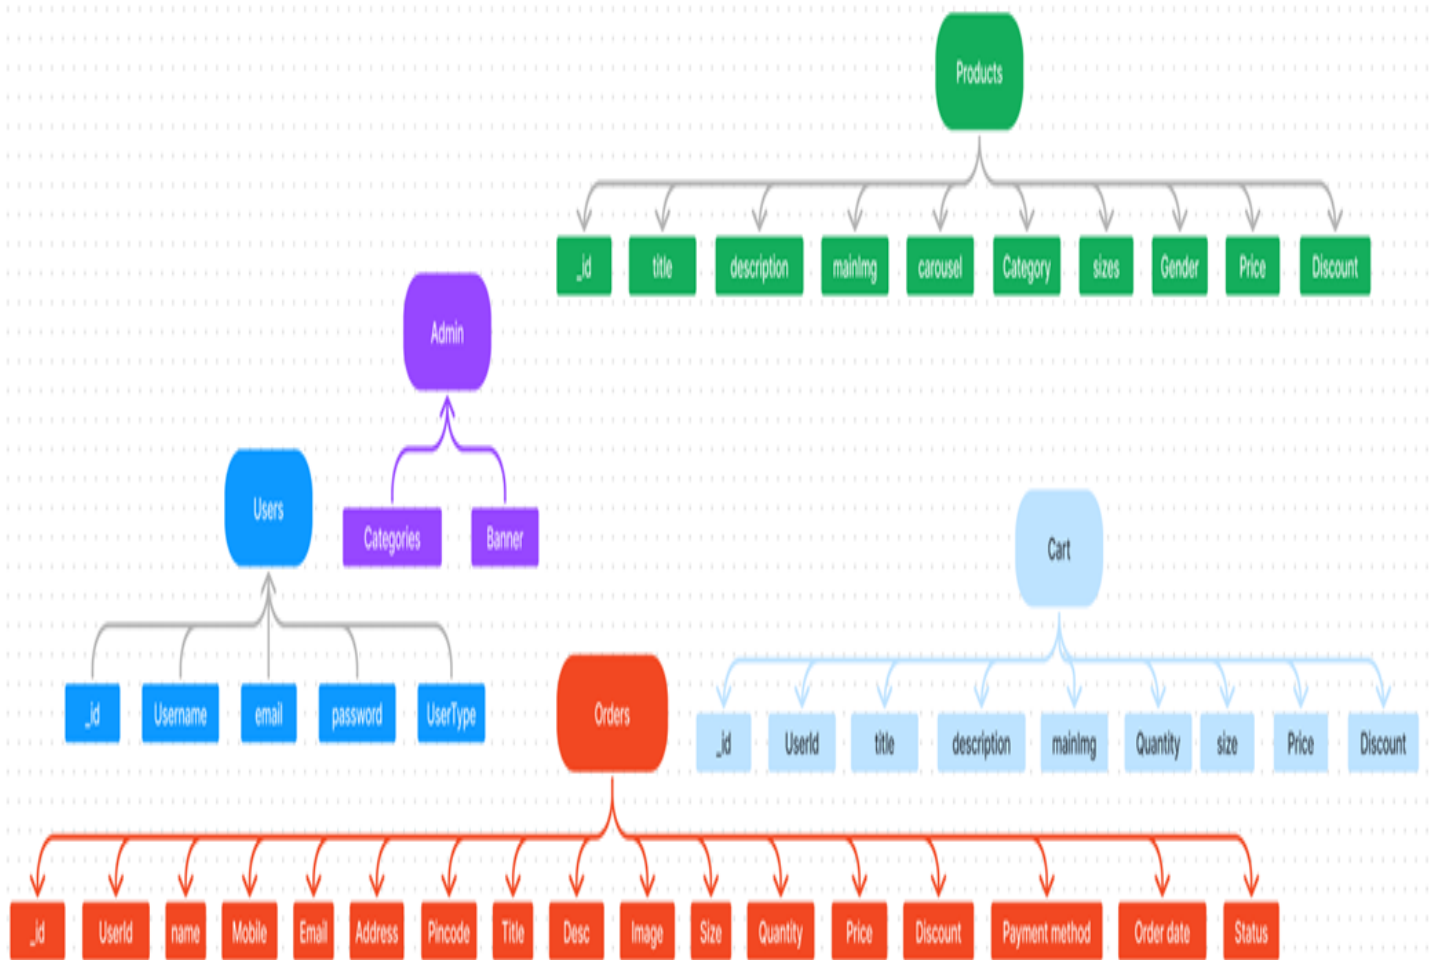 Products
_id title description mainImg carousel Category sizes Gender Price Discount
Admin
Categories Banner
Users
_id Username email password UserType
Cart
_id UserId title description mainImg Quantity size Price Discount
Orders
_id UserId name Mobile Email Address Pincode Title Desc Image Size Quantity Price Discount Payment method Order date Status